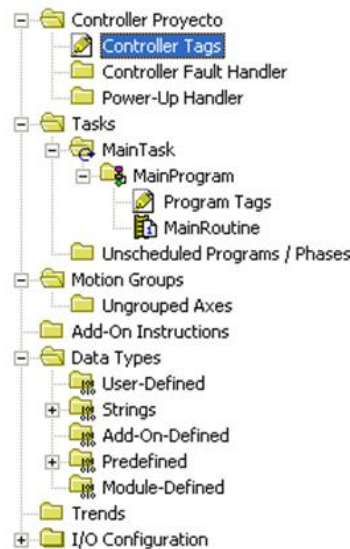 Controller Proyecto
Controller Tags
Controller Fault Handler
Power-Up Handler
Tasks
MainTask
MainProgram
Program Tags
MainRoutine
Unscheduled Programs / Phases
Motion Groups
Ungrouped Axes
Add-On Instructions
Data Types
User-Defined
Strings
Add-On-Defined
Predefined
Module-Defined
Trends
I/O Configuration